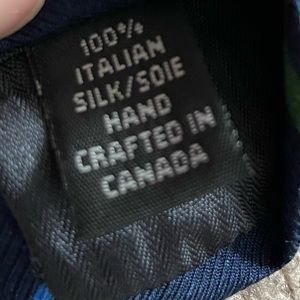 100%
ITALIAN
SILK/SOIE
HAND
CRAFTED IN
CANADA